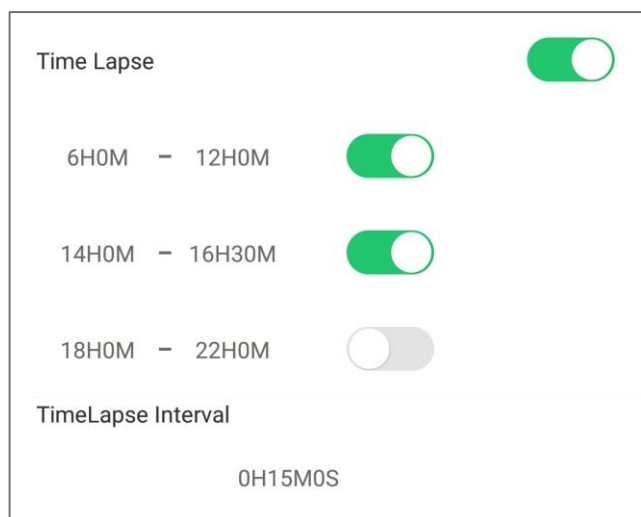 Time Lapse
6H0M - 12H0M
14H0M - 16H30M
18H0M - 22H0M
TimeLapse Interval
0H15M0S